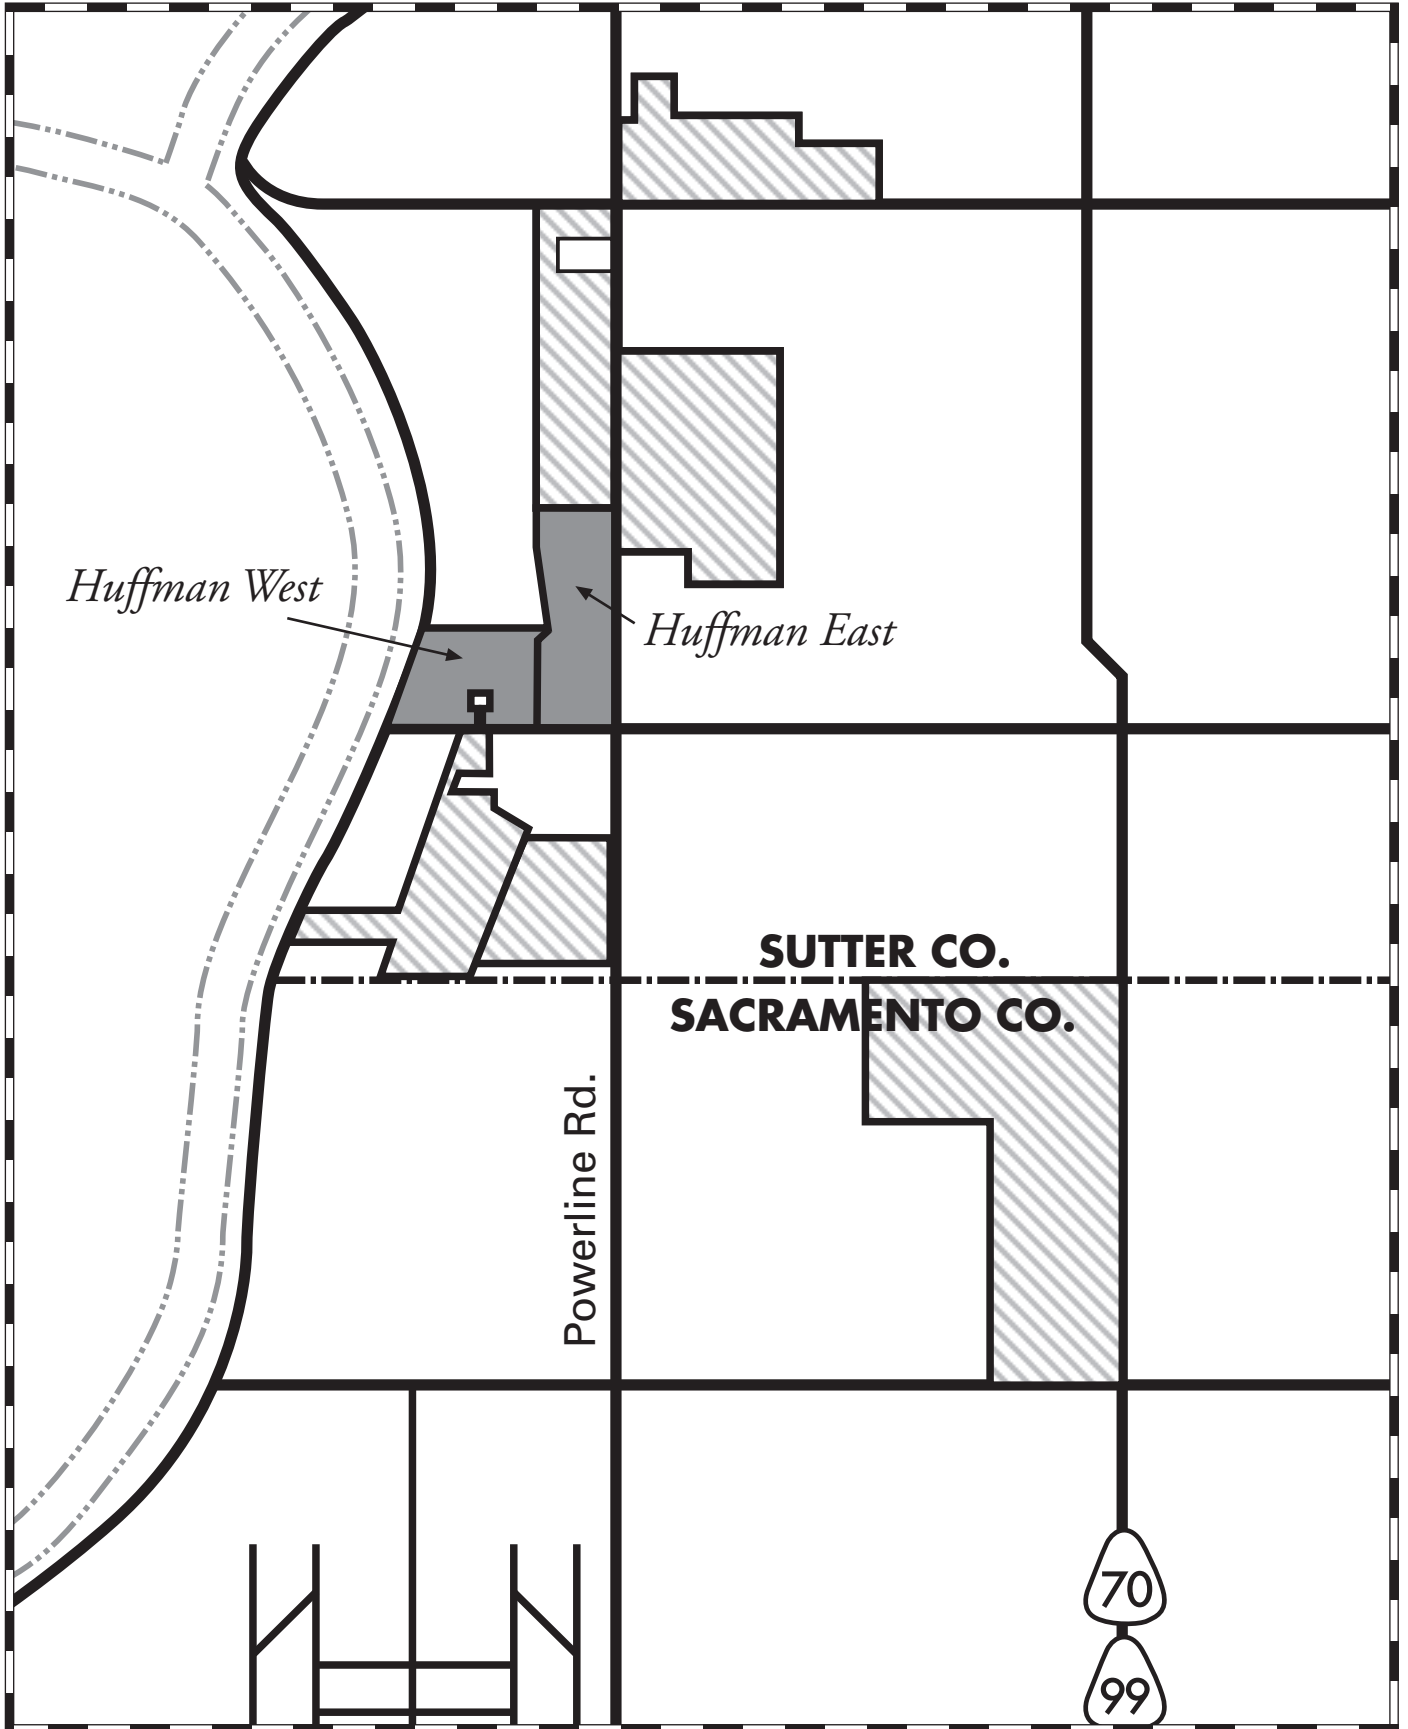 Huffman West
Huffman East
SUTTER CO.
SACRAMENTO CO.
Powerline Rd.
70
99